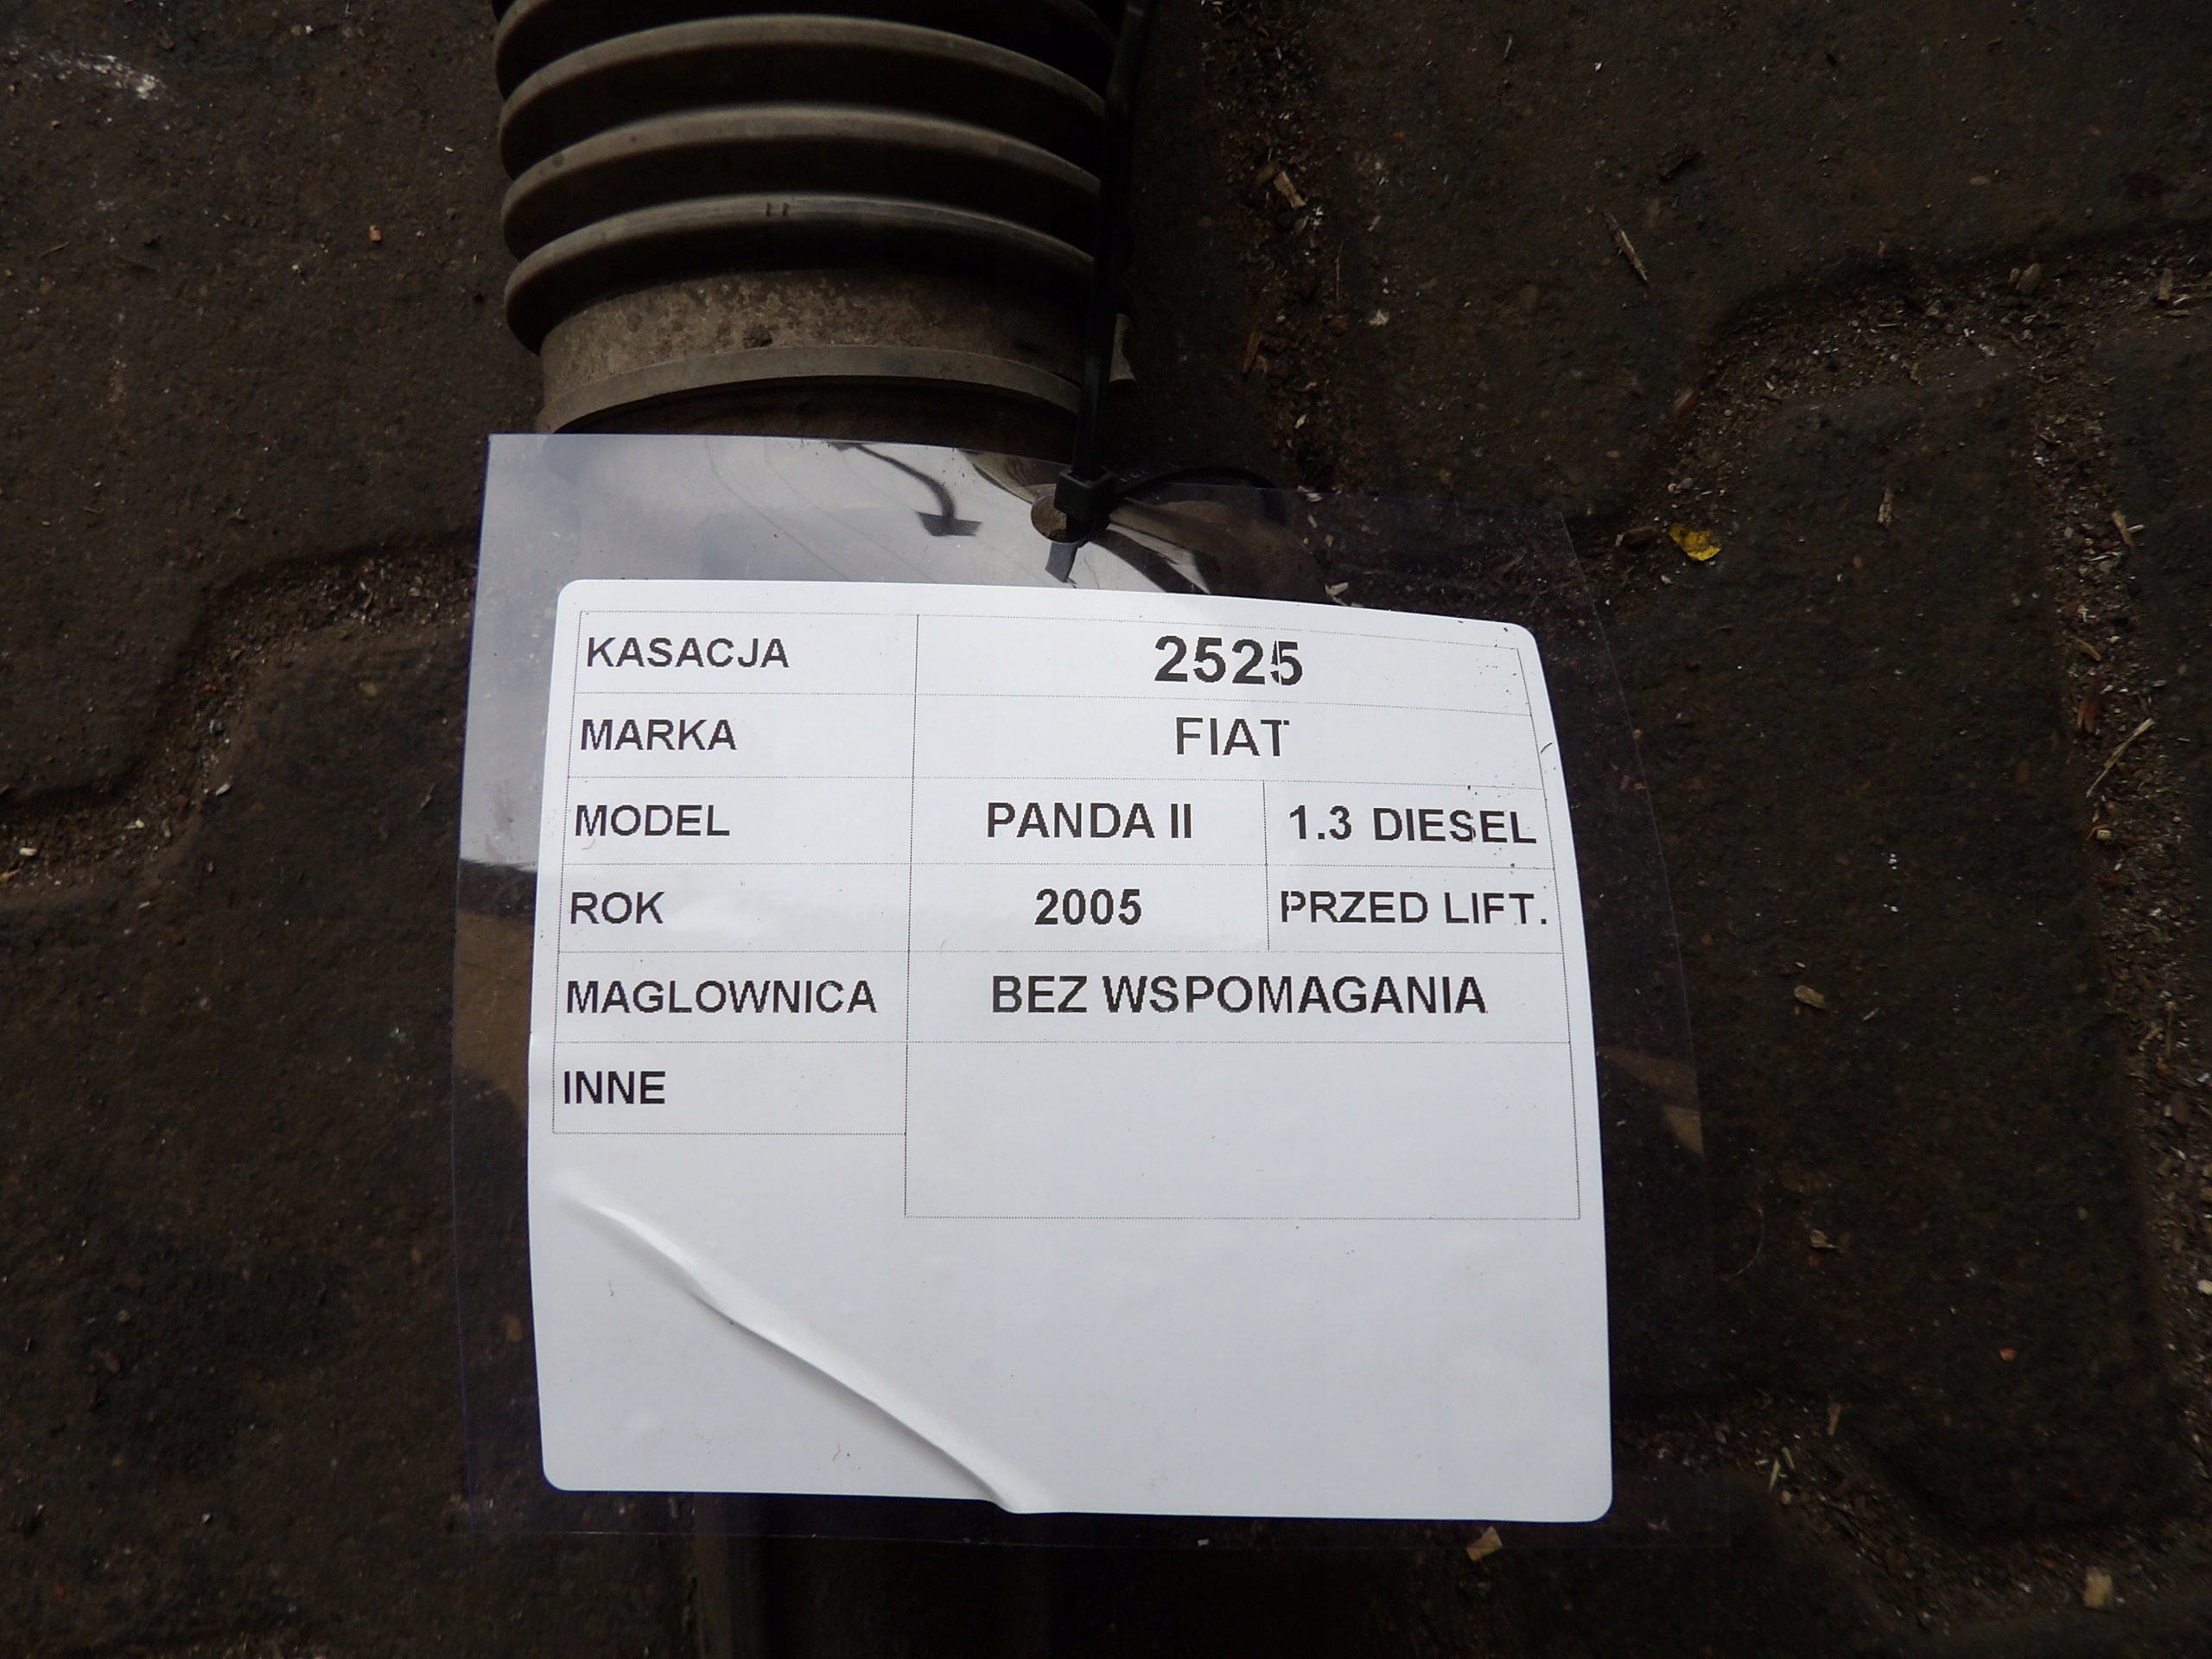 KASACJA 2525
MARKA FIAT
MODEL PANDA II 1.3 DIESEL
ROK 2005 PRZED LIFT.
MAGLOWNICA BEZ WSPOMAGANIA
INNE